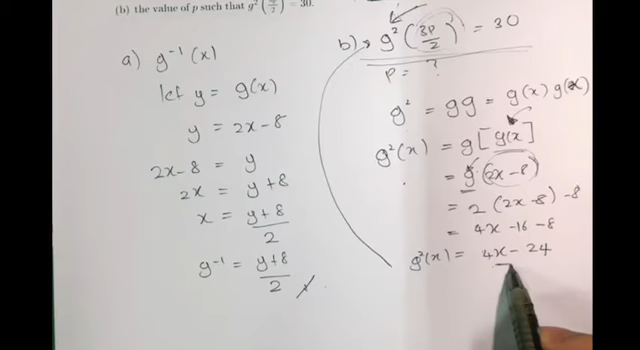 (b) the value of p such that g² (3p/2) = 30.
a) g⁻¹ (x)
let y = g(x)
y = 2x-8
2x-8 = y
2x = y+8
x = y+8/2
g⁻¹ = y+8/2
b) g² (3p/2) = 30
p = ?
g² = gg = g(x) g(x)
g²(x) = g[g(x]
= g(2x-8)
= 2(2x-8)-8
= 4x-16-8
g²(x) = 4x-24